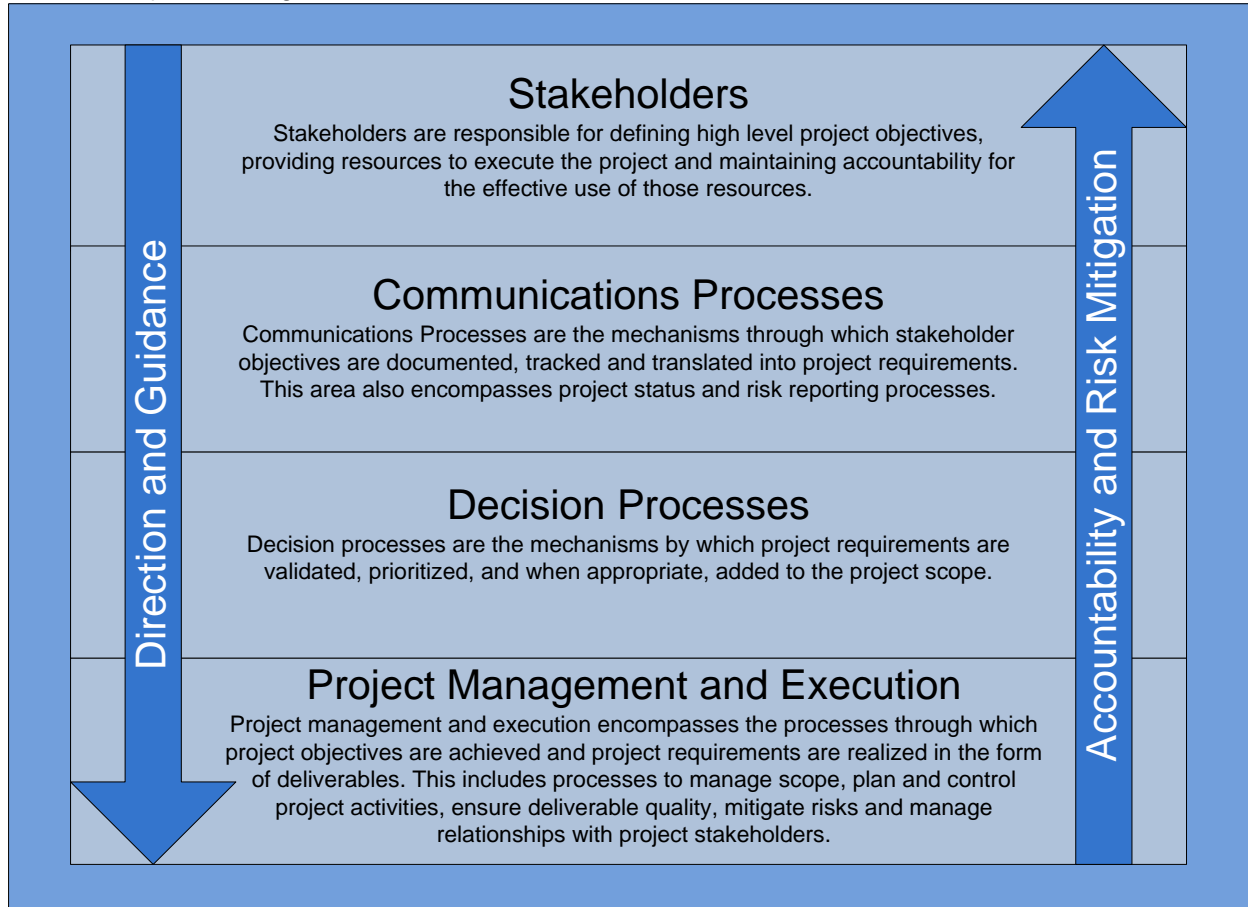 Stakeholders
Stakeholders are responsible for defining high level project objectives,
providing resources to execute the project and maintaining accountability for
the effective use of those resources.
Communications Processes
Communications Processes are the mechanisms through which stakeholder
objectives are documented, tracked and translated into project requirements.
This area also encompasses project status and risk reporting processes.
Decision Processes
Decision processes are the mechanisms by which project requirements are
validated, prioritized, and when appropriate, added to the project scope.
Project Management and Execution
Project management and execution encompasses the processes through which
project objectives are achieved and project requirements are realized in the form
of deliverables. This includes processes to manage scope, plan and control
project activities, ensure deliverable quality, mitigate risks and manage
relationships with project stakeholders.
Direction and Guidance
Accountability and Risk Mitigation